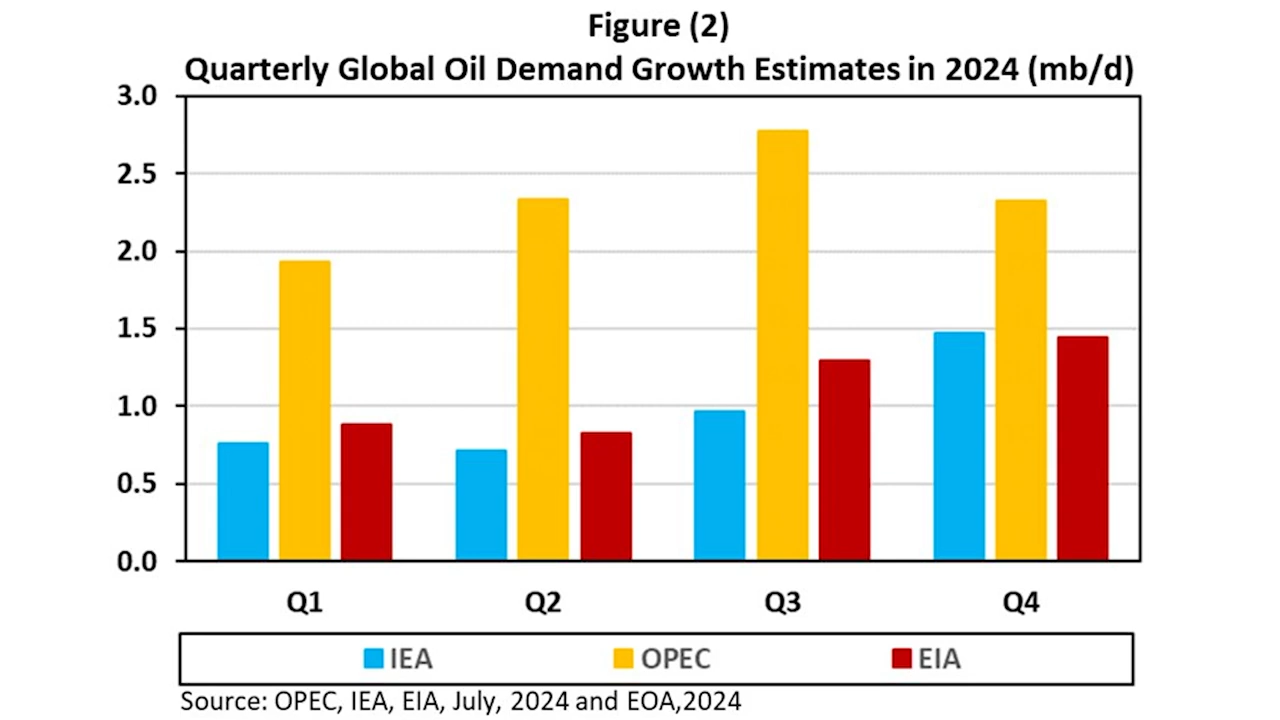 Figure (2)
Quarterly Global Oil Demand Growth Estimates in 2024 (mb/d)
3.0
2.5
2.0
1.5
1.0
0.5
0.0
Q1 Q2 Q3 Q4
IEA OPEC EIA
Source: OPEC, IEA, EIA, July, 2024 and EOA,2024